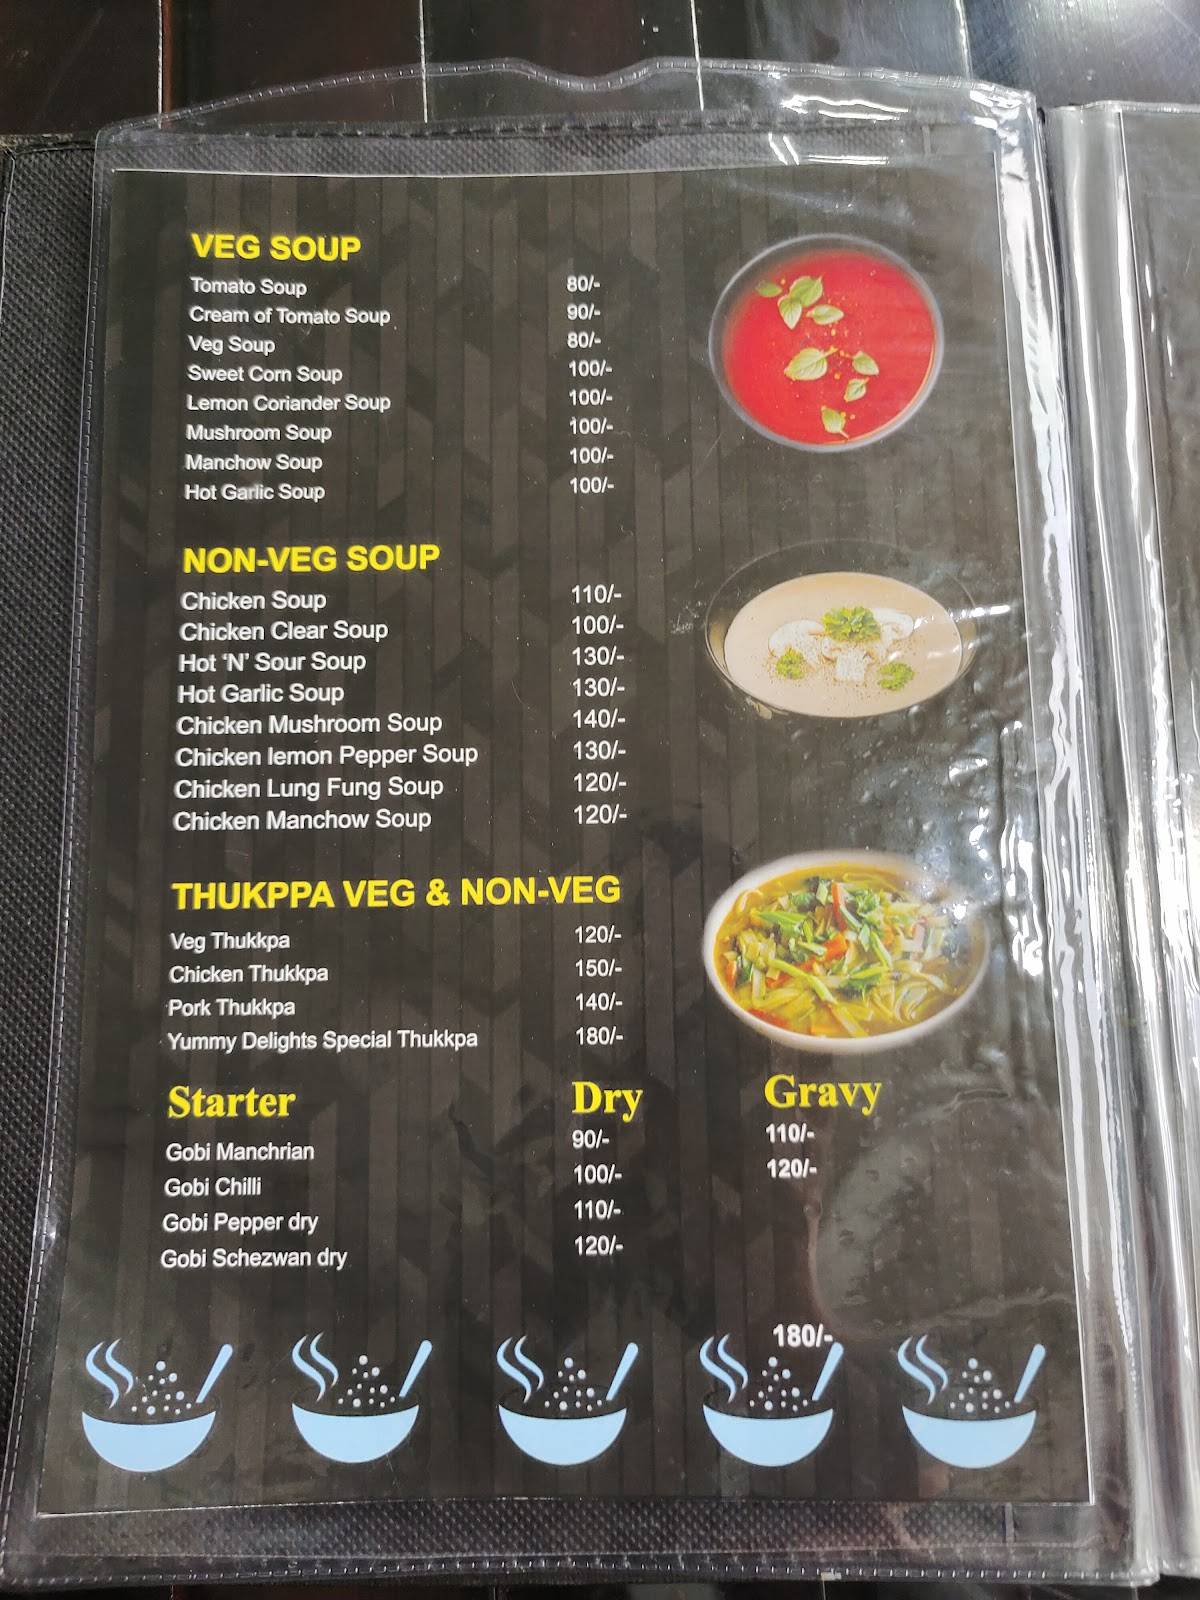 VEG SOUP
Tomato Soup 80/-
Cream of Tomato Soup 90/-
Veg Soup 80/-
Sweet Corn Soup 100/-
Lemon Coriander Soup 100/-
Mushroom Soup 100/-
Manchow Soup 100/-
Hot Garlic Soup 100/-
NON-VEG SOUP
Chicken Soup 110/-
Chicken Clear Soup 100/-
Hot ‘N’ Sour Soup 130/-
Hot Garlic Soup 130/-
Chicken Mushroom Soup 140/-
Chicken lemon Pepper Soup 130/-
Chicken Lung Fung Soup 120/-
Chicken Manchow Soup 120/-
THUKPPA VEG & NON-VEG
Veg Thukkpa 120/-
Chicken Thukkpa 150/-
Pork Thukkpa 140/-
Yummy Delights Special Thukkpa 180/-
Starter Dry Gravy
Gobi Manchrian 90/- 110/-
Gobi Chilli 100/- 120/-
Gobi Pepper dry 110/-
Gobi Schezwan dry 120/-
180/-